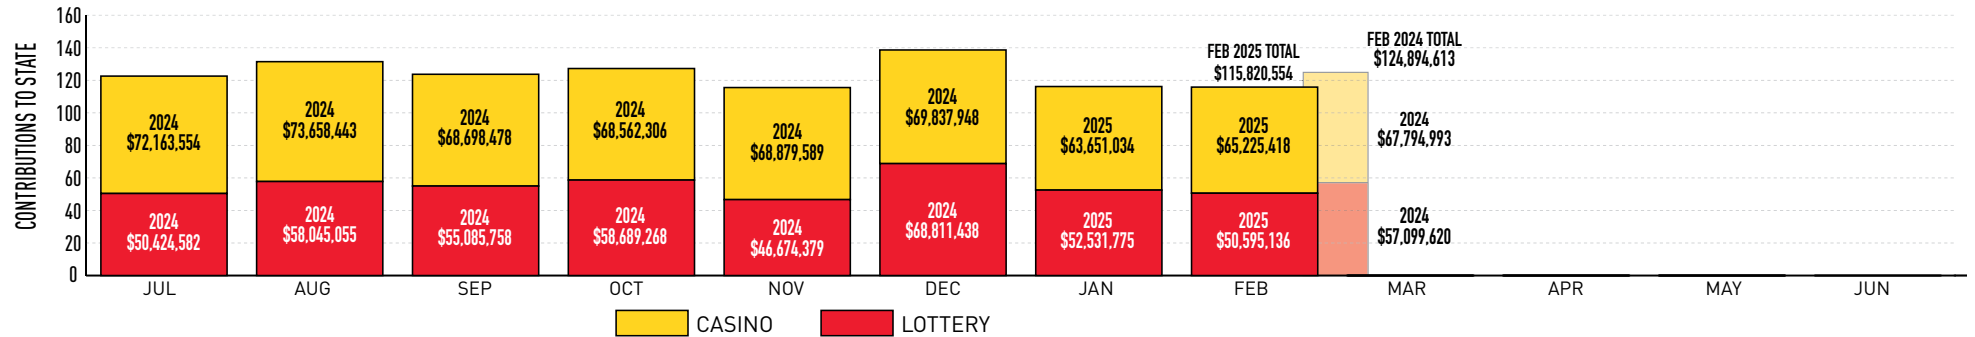 160
140
120
100
80
60
40
20
0
CONTRIBUTIONS TO STATE
2024
$72,163,554
2024
$50,424,582
2024
$73,658,443
2024
$58,045,055
2024
$68,698,478
2024
$55,085,758
2024
$68,562,306
2024
$58,689,268
2024
$68,879,589
2024
$46,674,379
2024
$69,837,948
2024
$68,811,438
2025
$63,651,034
2025
$52,531,775
FEB 2025 TOTAL
$115,820,554
2025
$65,225,418
2025
$50,595,136
FEB 2024 TOTAL
$124,894,613
2024
$67,794,993
2024
$57,099,620
JUL
AUG
SEP
OCT
NOV
DEC
JAN
FEB
MAR
APR
MAY
JUN
CASINO
LOTTERY